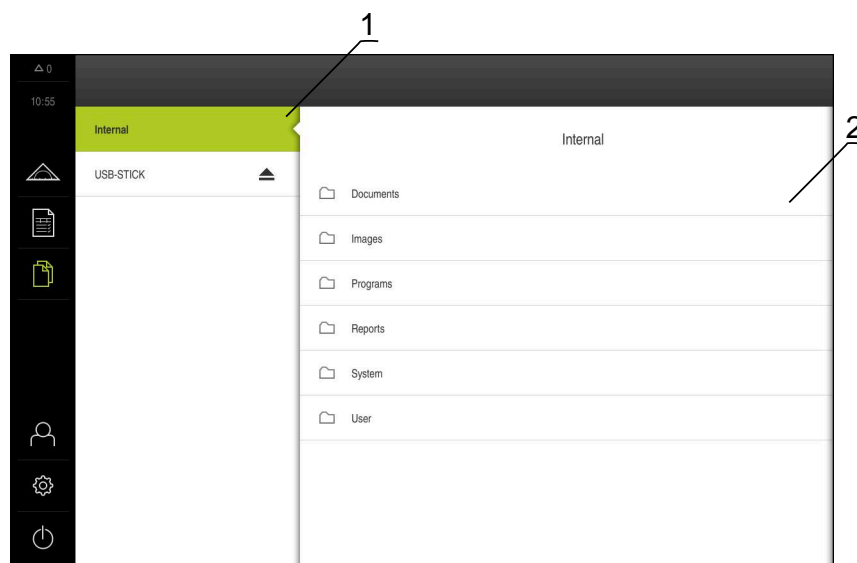 1
△ 0
10:55
Internal
USB-STICK
Internal
2
Documents
Images
Programs
Reports
System
User